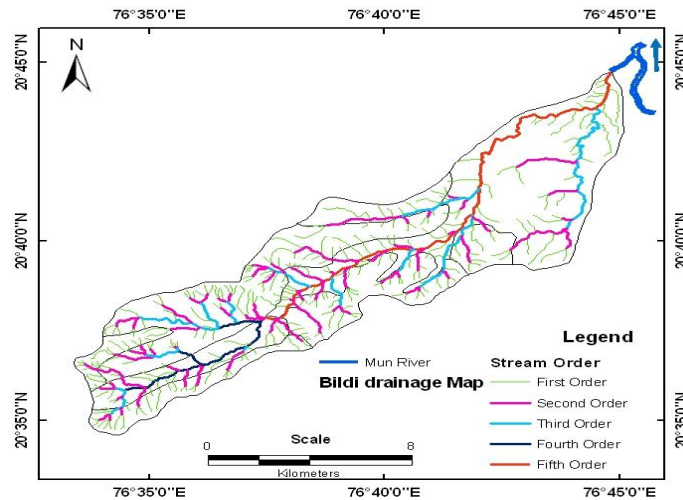 76°35'0"E 76°40'0"E 76°45'0"E
N
20°45'0"N 20°45'0"N
20°40'0"N 20°40'0"N
20°35'0"N 20°35'0"N
Legend
Mun River
Stream Order
Bildi drainage Map
First Order
Second Order
Third Order
Fourth Order
Fifth Order
Scale
0 8
Kilometers
76°35'0"E 76°40'0"E 76°45'0"E